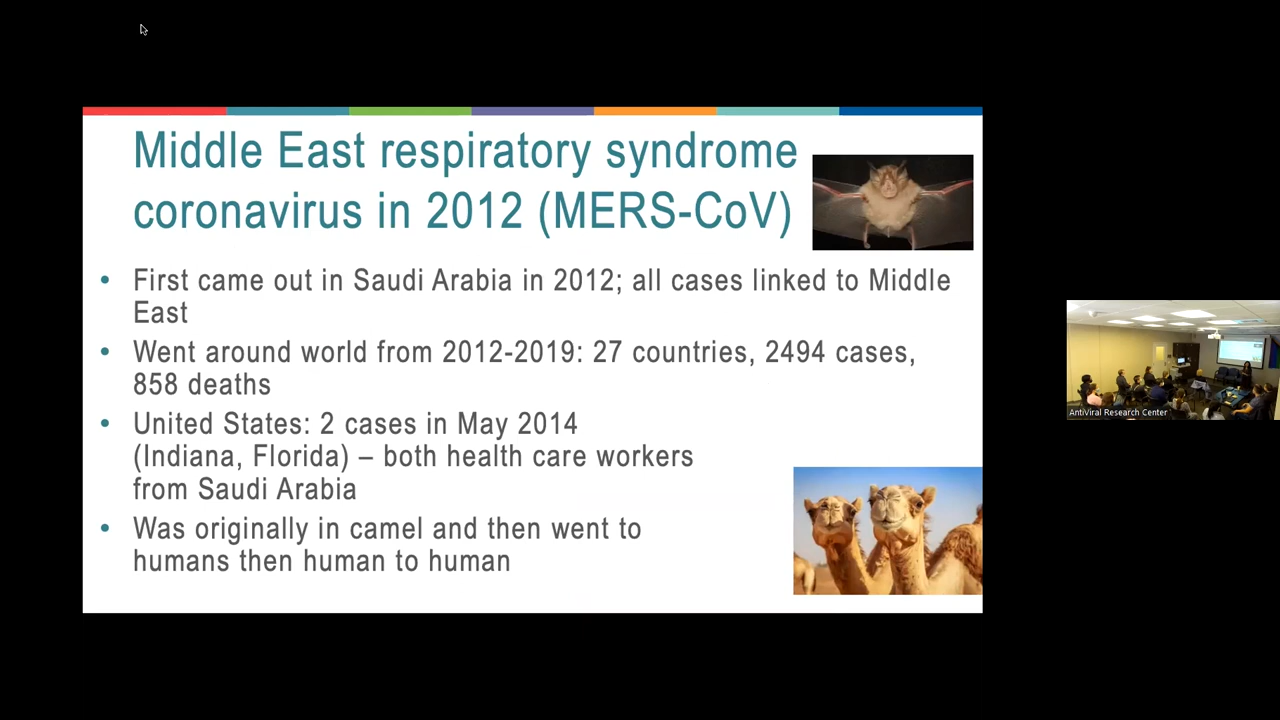 Middle East respiratory syndrome
coronavirus in 2012 (MERS-CoV)
• First came out in Saudi Arabia in 2012; all cases linked to Middle
East
• Went around world from 2012-2019: 27 countries, 2494 cases,
858 deaths
• United States: 2 cases in May 2014
(Indiana, Florida) – both health care workers
from Saudi Arabia
• Was originally in camel and then went to
humans then human to human
AntiViral Research Center